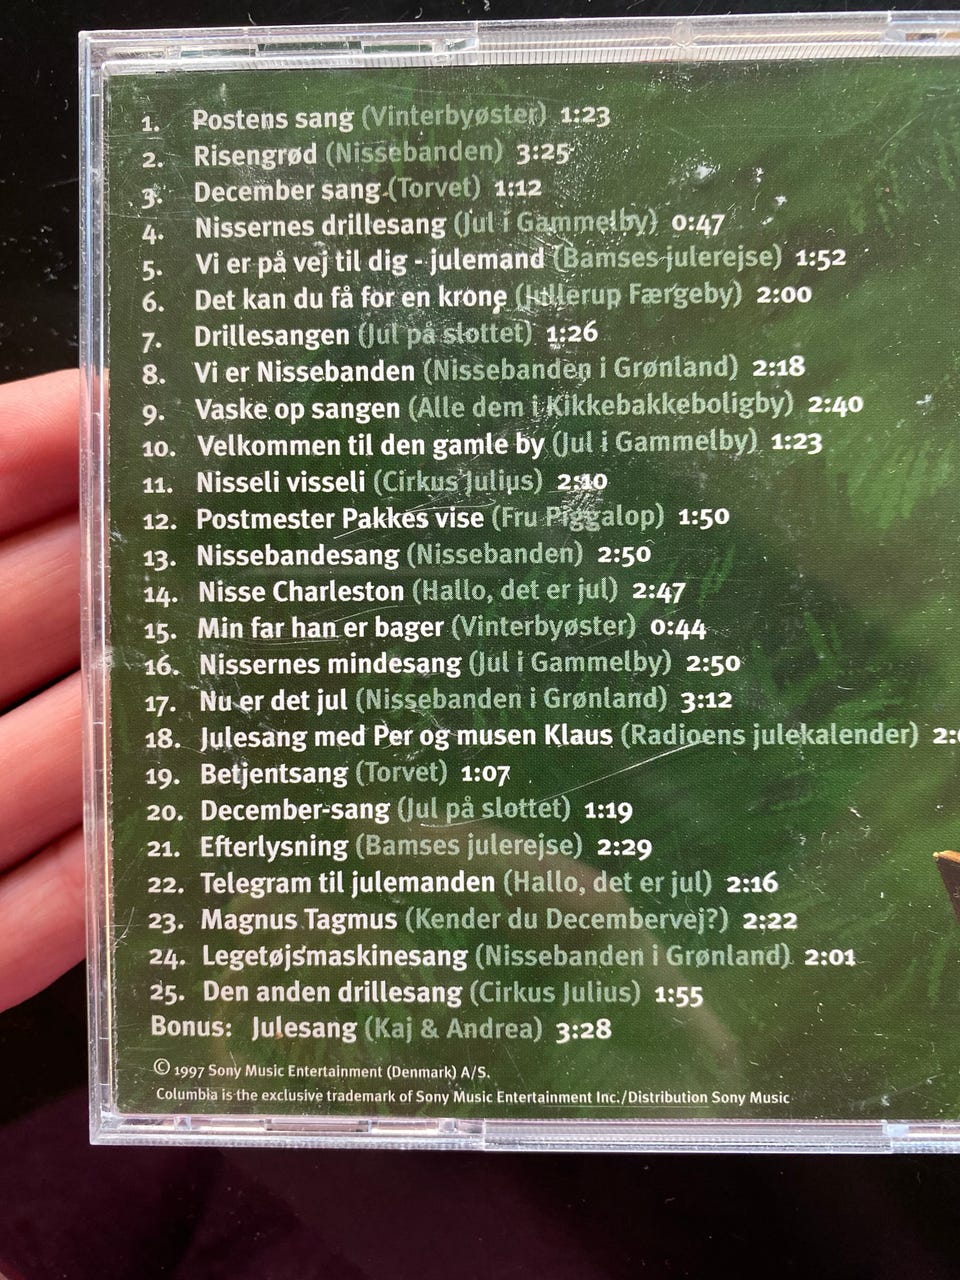 1. Postens sang (Vinterbyøster) 1:23
2. Risengrød (Nissebanden) 3:25
3. December sang (Torvet) 1:12
4. Nissernes drillesang (Jul i Gammelby) 0:47
5. Vi er på vej til dig - julemand (Bamses julerejse) 1:52
6. Det kan du få for en krone (Jullerup Færgeby) 2:00
7. Drillesangen (Jul på slottet) 1:26
8. Vi er Nissebanden (Nissebanden i Grønland) 2:18
9. Vaske op sangen (Alle dem i Kikkebakkeboligby) 2:40
10. Velkommen til den gamle by (Jul i Gammelby) 1:23
11. Nisseli visseli (Cirkus Julius) 2:10
12. Postmester Pakkes vise (Fru Piggalop) 1:50
13. Nissebandesang (Nissebanden) 2:50
14. Nisse Charleston (Hallo, det er jul) 2:47
15. Min far han er bager (Vinterbyøster) 0:44
16. Nissernes mindesang (Jul i Gammelby) 2:50
17. Nu er det jul (Nissebanden i Grønland) 3:12
18. Julesang med Per og musen Klaus (Radioens julekalender) 2:
19. Betjentsang (Torvet) 1:07
20. December-sang (Jul på slottet) 1:19
21. Efterlysning (Bamses julerejse) 2:29
22. Telegram til julemanden (Hallo, det er jul) 2:16
23. Magnus Tagmus (Kender du Decembervej?) 2:22
24. Legetøjsmaskinesang (Nissebanden i Grønland) 2:01
25. Den anden drillesang (Cirkus Julius) 1:55
Bonus: Julesang (Kaj & Andrea) 3:28
© 1997 Sony Music Entertainment (Denmark) A/S.
Columbia is the exclusive trademark of Sony Music Entertainment Inc./Distribution Sony Music